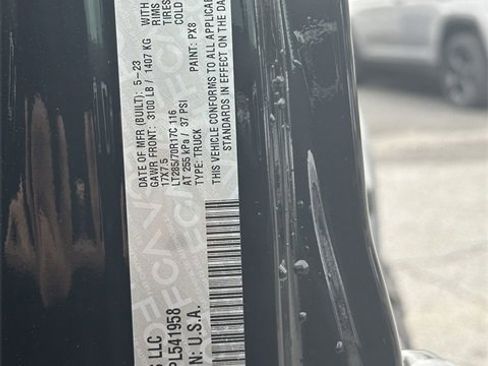 DATE OF MFR (BUILT): 5-23
GAWR FRONT: 3100 LB / 1407 KG WITH
17X7.5 RIMS
LT285/70R17C 116 TIRES
AT 255 kPa / 37 PSI COLD
TYPE: TRUCK PAINT: PX8
THIS VEHICLE CONFORMS TO ALL APPLICABLE
STANDARDS IN EFFECT ON THE DA
LLC
PL541958
N: U.S.A.